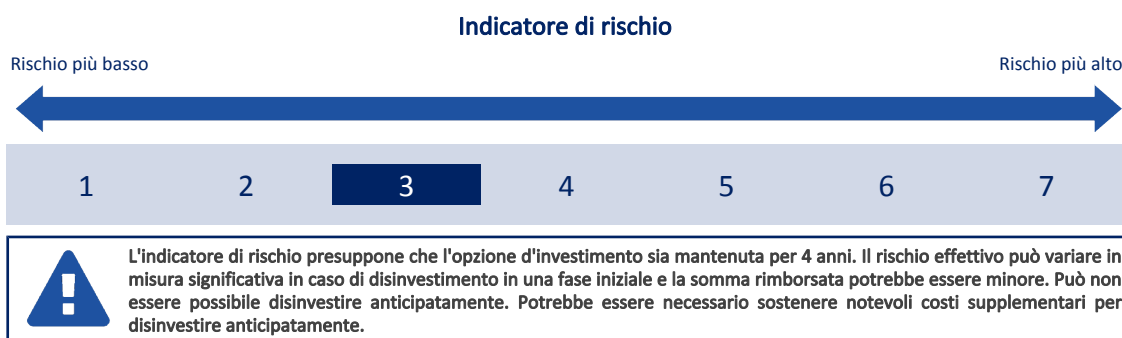 Indicatore di rischio
Rischio più basso
Rischio più alto
1 2 3 4 5 6 7
L'indicatore di rischio presuppone che l'opzione d'investimento sia mantenuta per 4 anni. Il rischio effettivo può variare in
misura significativa in caso di disinvestimento in una fase iniziale e la somma rimborsata potrebbe essere minore. Può non
essere possibile disinvestire anticipatamente. Potrebbe essere necessario sostenere notevoli costi supplementari per
disinvestire anticipatamente.